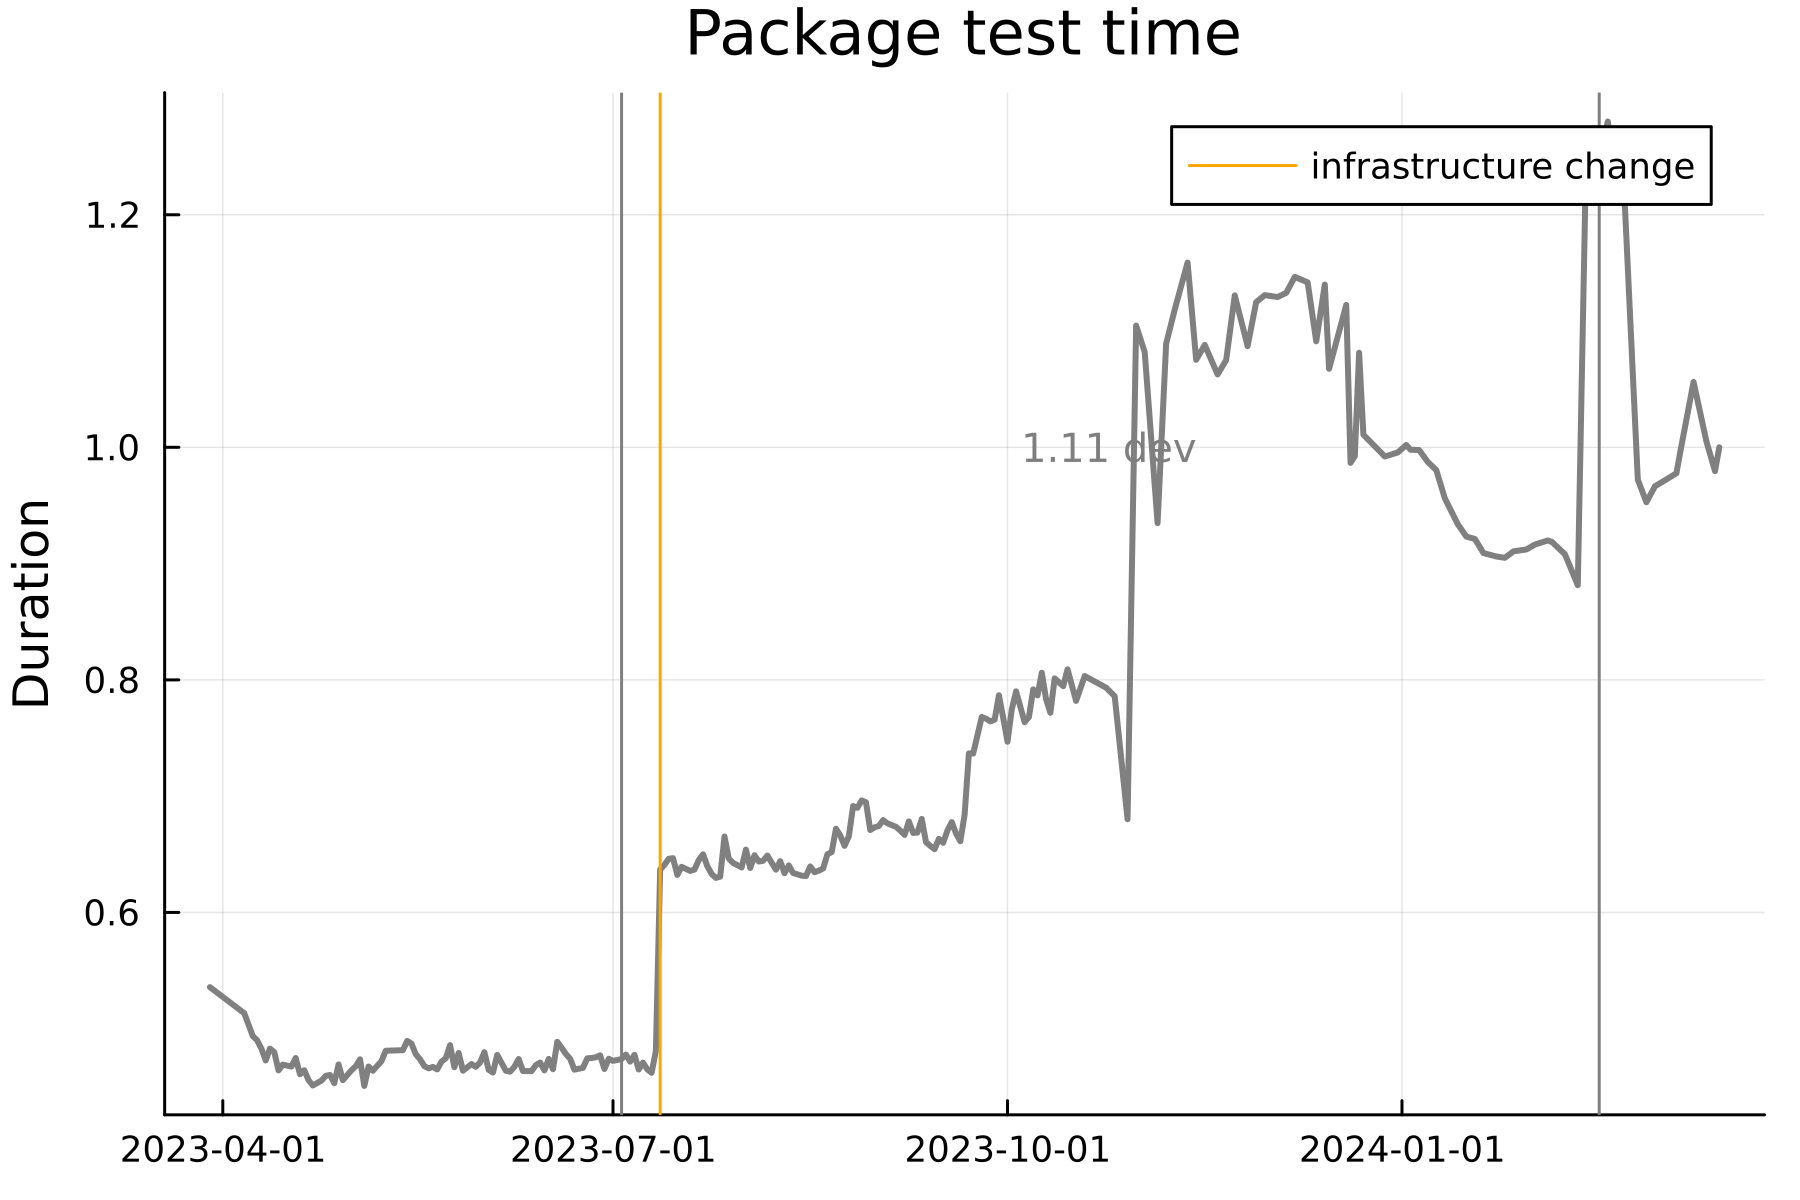 Package test time
infrastructure change
1.2
1.0
0.8
0.6
Duration
1.11 dev
2023-04-01
2023-07-01
2023-10-01
2024-01-01